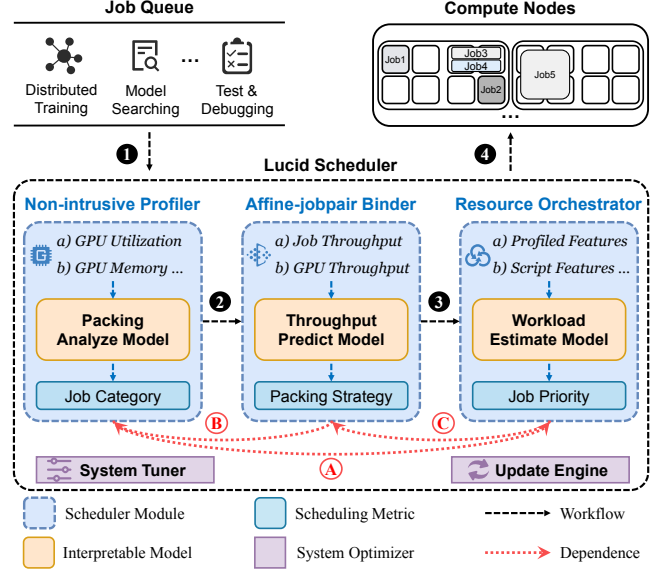 Job Queue
Compute Nodes
Distributed
Training
Model
Searching
...
Test &
Debugging
Job1
Job3
Job4
Job2
Job5
...
1
4
Lucid Scheduler
Non-intrusive Profiler
Affine-jobpair Binder
Resource Orchestrator
a) GPU Utilization
b) GPU Memory ...
a) Job Throughput
b) GPU Throughput
a) Profiled Features
b) Script Features ...
2
3
Packing
Analyze Model
Throughput
Predict Model
Workload
Estimate Model
Job Category
Packing Strategy
Job Priority
B
C
A
System Tuner
Update Engine
Scheduler Module
Scheduling Metric
Workflow
Interpretable Model
System Optimizer
Dependence